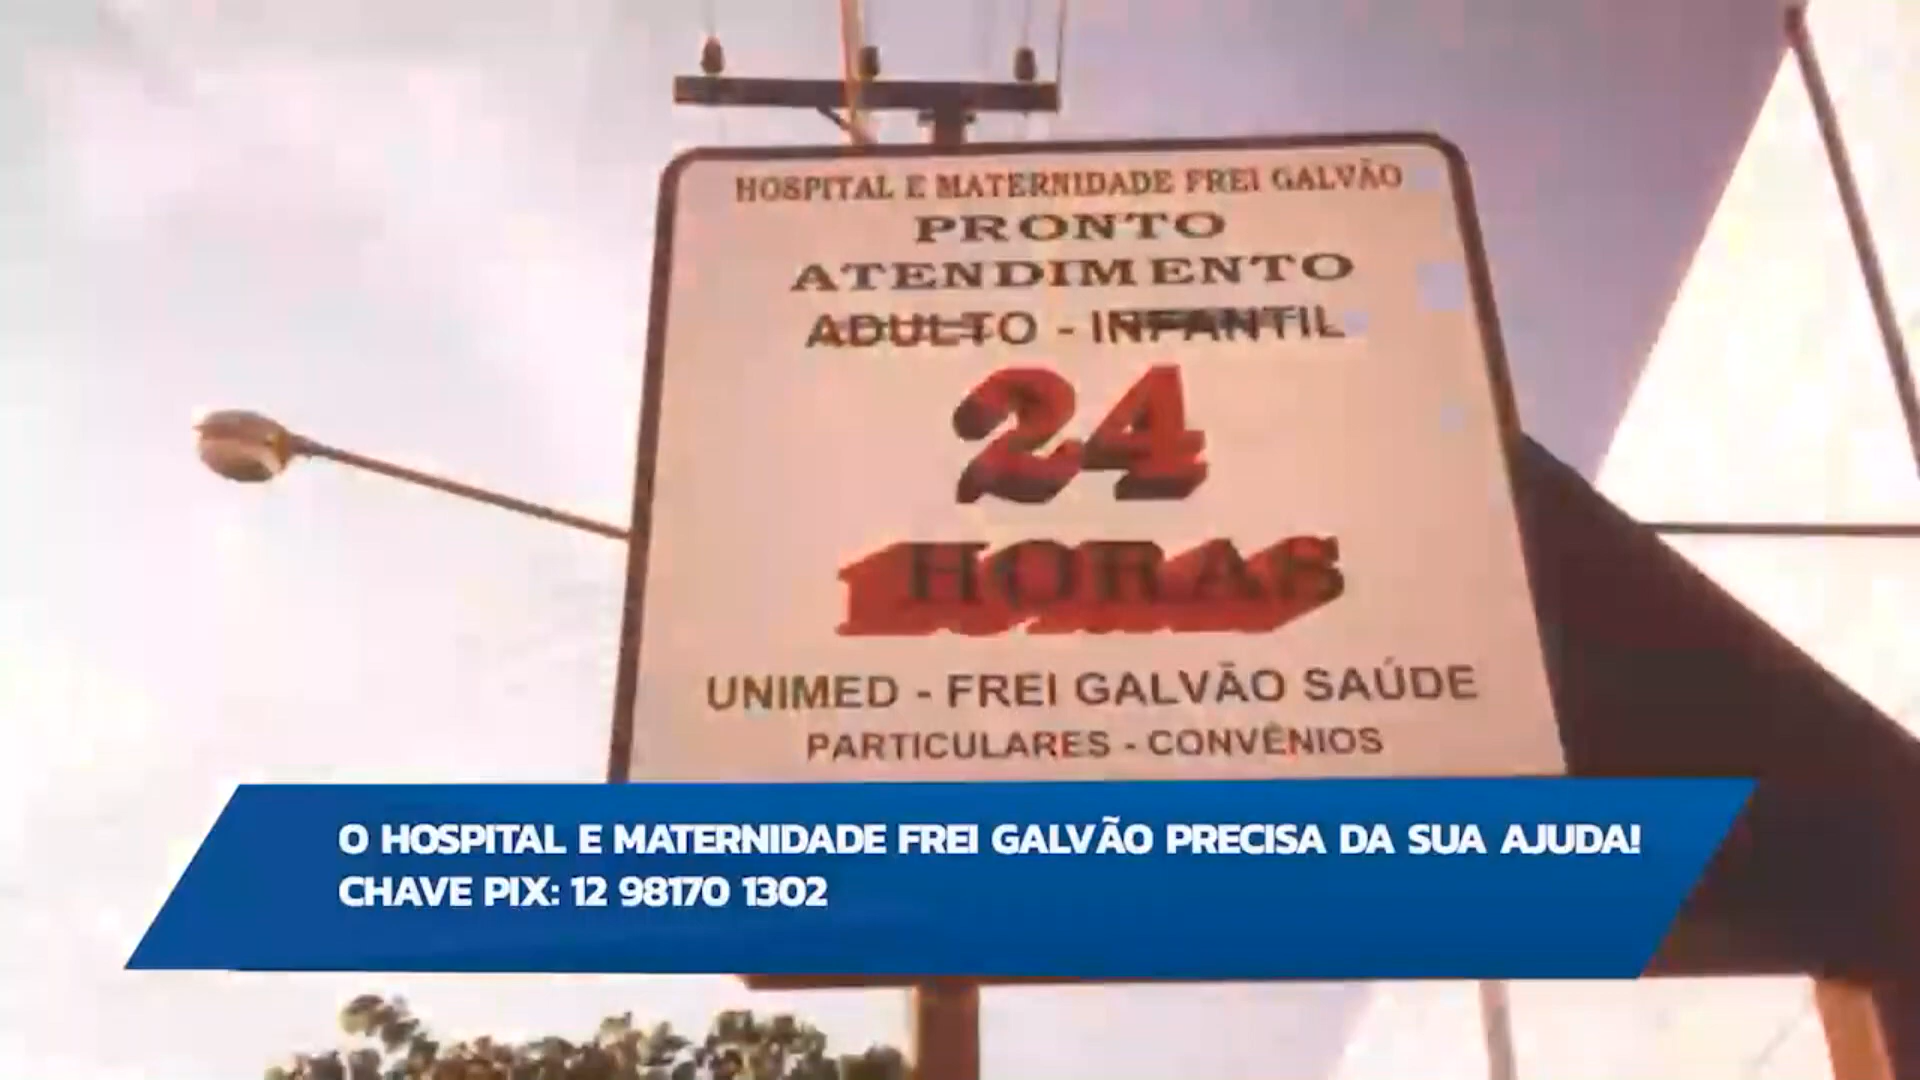 HOSPITAL E MATERNIDADE FREI GALVÃO
PRONTO
ATENDIMENTO
ADULTO - INFANTIL
24
HORAS
UNIMED - FREI GALVÃO SAÚDE
PARTICULARES - CONVÊNIOS
O HOSPITAL E MATERNIDADE FREI GALVÃO PRECISA DA SUA AJUDA!
CHAVE PIX: 12 98170 1302